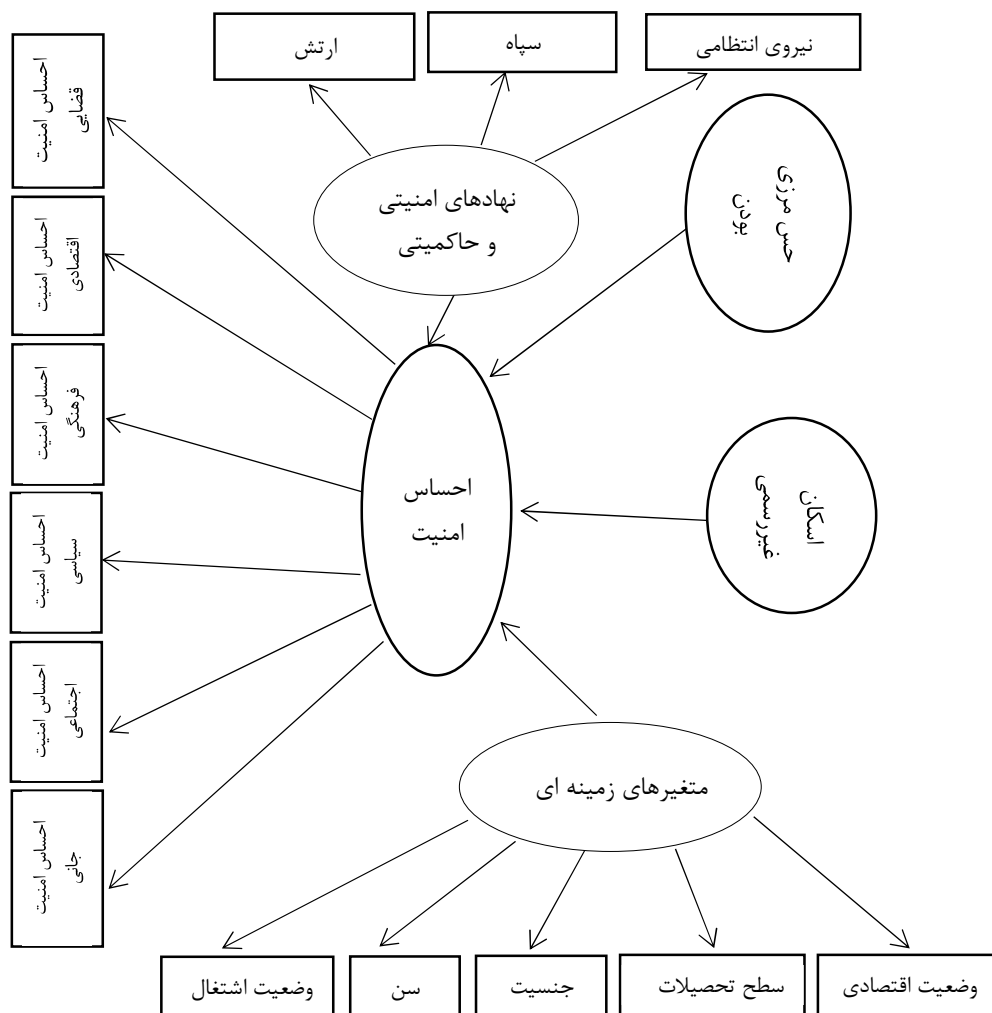 نیروی انتظامی
سپاه
ارتش
نهادهای امنیتی
و حاکمیتی
حس مرزی
بودن
احساس امنیت
قضایی
احساس امنیت
اقتصادی
احساس امنیت
فرهنگی
احساس امنیت
سیاسی
احساس امنیت
اجتماعی
احساس امنیت
جانی
احساس
امنیت
اسکان
غیررسمی
متغیرهای زمینه ای
وضعیت اقتصادی
سطح تحصیلات
جنسیت
سن
وضعیت اشتغال